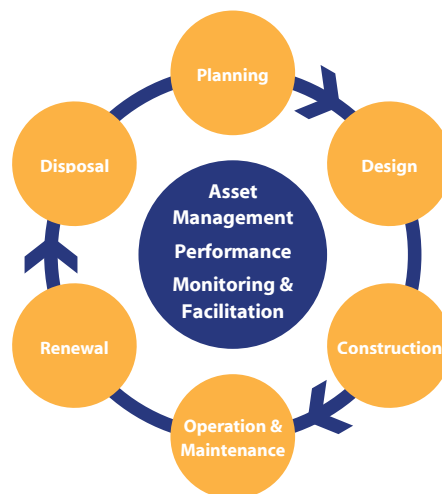 Planning
Design
Construction
Operation &
Maintenance
Renewal
Disposal
Asset
Management
Performance
Monitoring &
Facilitation